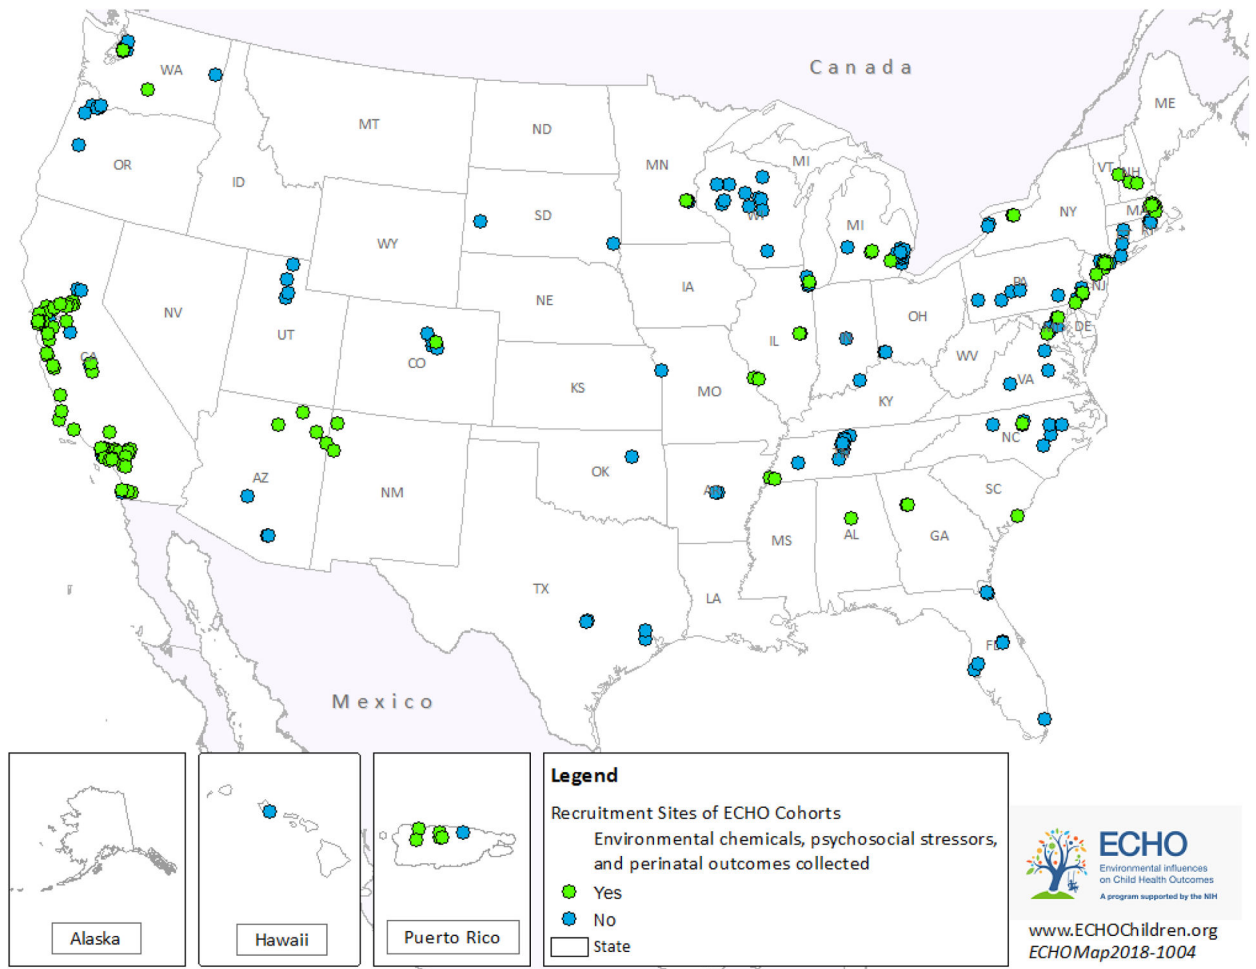 Canada
WA
MT
ND
MN
MI
ME
VT
NH
OR
ID
SD
WI
MI
NY
MA
RI
WY
IA
PA
NJ
NE
OH
NV
UT
IL
DE
CA
CO
WV
KS
MO
VA
KY
NC
OK
AZ
NM
AR
SC
MS
AL
GA
TX
LA
FL
Mexico
Alaska
Hawaii
Puerto Rico
Legend
Recruitment Sites of ECHO Cohorts
Environmental chemicals, psychosocial stressors,
and perinatal outcomes collected
Yes
No
State
ECHO
Environmental influences
on Child Health Outcomes
A program supported by the NIH
www.ECHOChildren.org
ECHOMap2018-1004